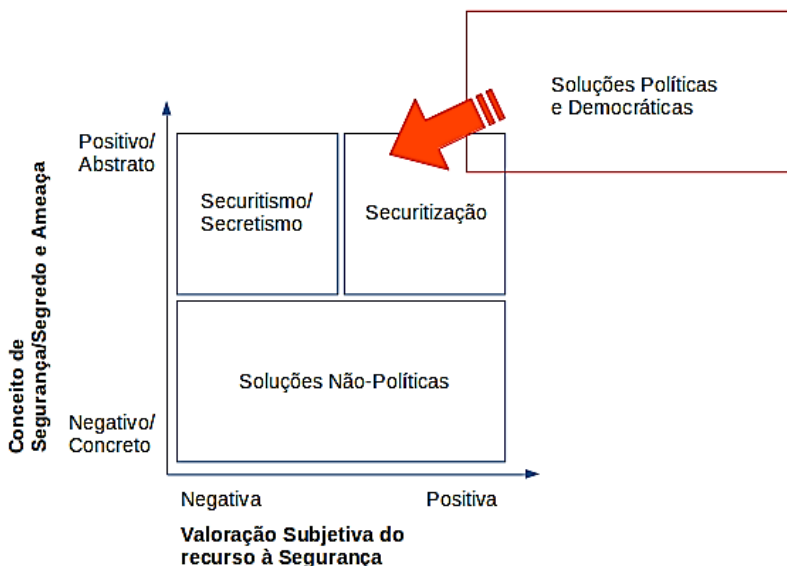 Soluções Políticas
e Democráticas
Positivo/
Abstrato
Securitismo/
Secretismo
Securitização
Conceito de
Segurança/Segredo e Ameaça
Soluções Não-Políticas
Negativo/
Concreto
Negativa
Positiva
Valoração Subjetiva do
recurso à Segurança